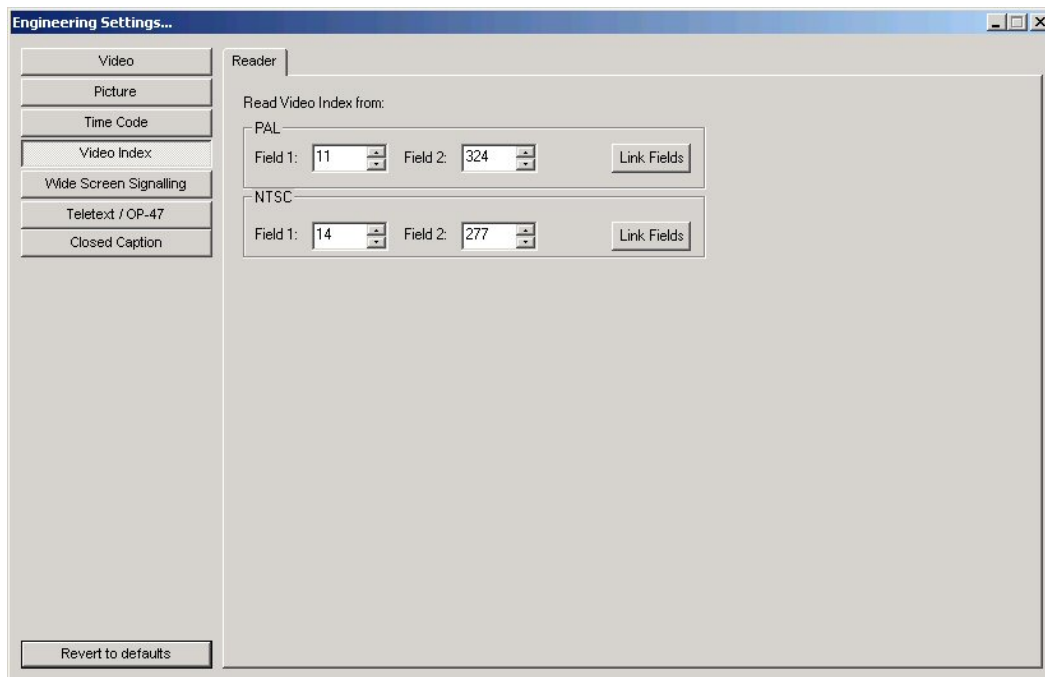 Engineering Settings...
Video
Picture
Time Code
Video Index
Wide Screen Signalling
Teletext / OP-47
Closed Caption
Revert to defaults
Reader
Read Video Index from:
PAL
Field 1: 11 Field 2: 324 Link Fields
NTSC
Field 1: 14 Field 2: 277 Link Fields